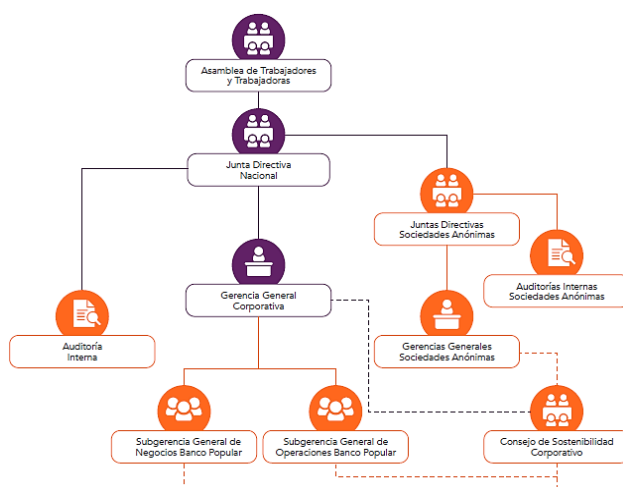 Asamblea de Trabajadores
y Trabajadoras
Junta Directiva
Nacional
Juntas Directivas
Sociedades Anónimas
Auditorías Internas
Sociedades Anónimas
Gerencia General
Corporativa
Auditoría
Interna
Gerencias Generales
Sociedades Anónimas
Subgerencia General de
Negocios Banco Popular
Subgerencia General de
Operaciones Banco Popular
Consejo de Sostenibilidad
Corporativo